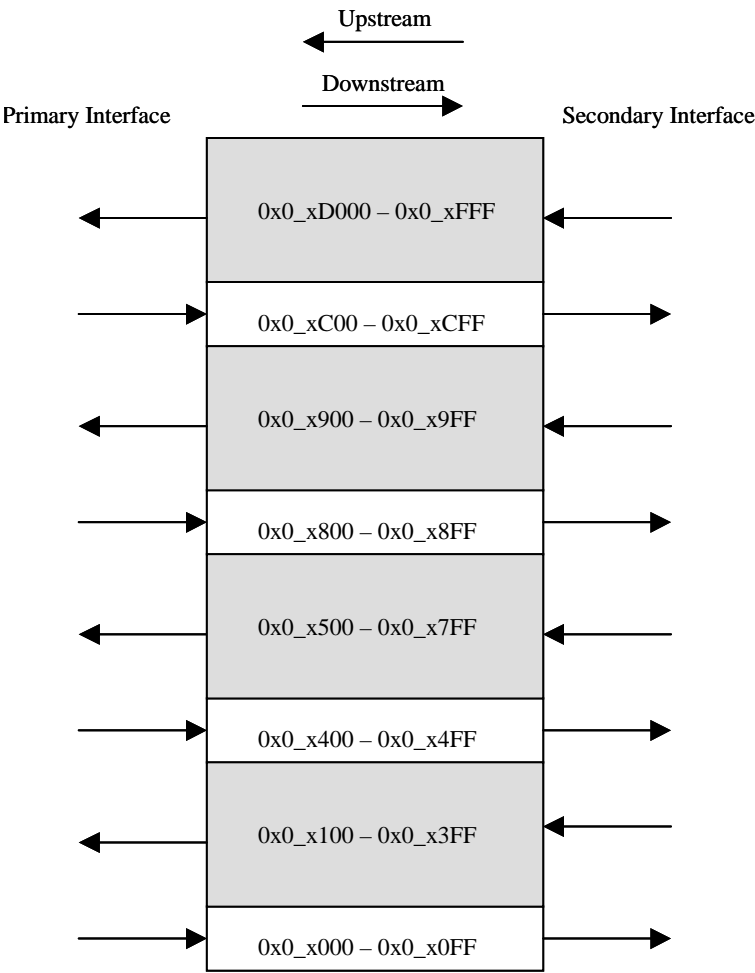 Upstream
Downstream
Primary Interface
Secondary Interface
0x0_xD000 – 0x0_xFFF
0x0_xC00 – 0x0_xCFF
0x0_x900 – 0x0_x9FF
0x0_x800 – 0x0_x8FF
0x0_x500 – 0x0_x7FF
0x0_x400 – 0x0_x4FF
0x0_x100 – 0x0_x3FF
0x0_x000 – 0x0_x0FF